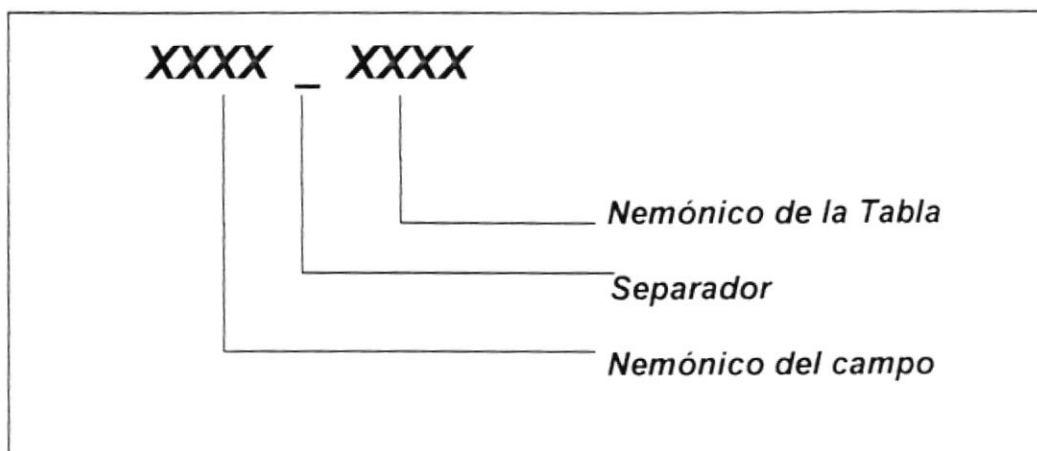 XXXX _ XXXX
Nemónico de la Tabla
Separador
Nemónico del campo